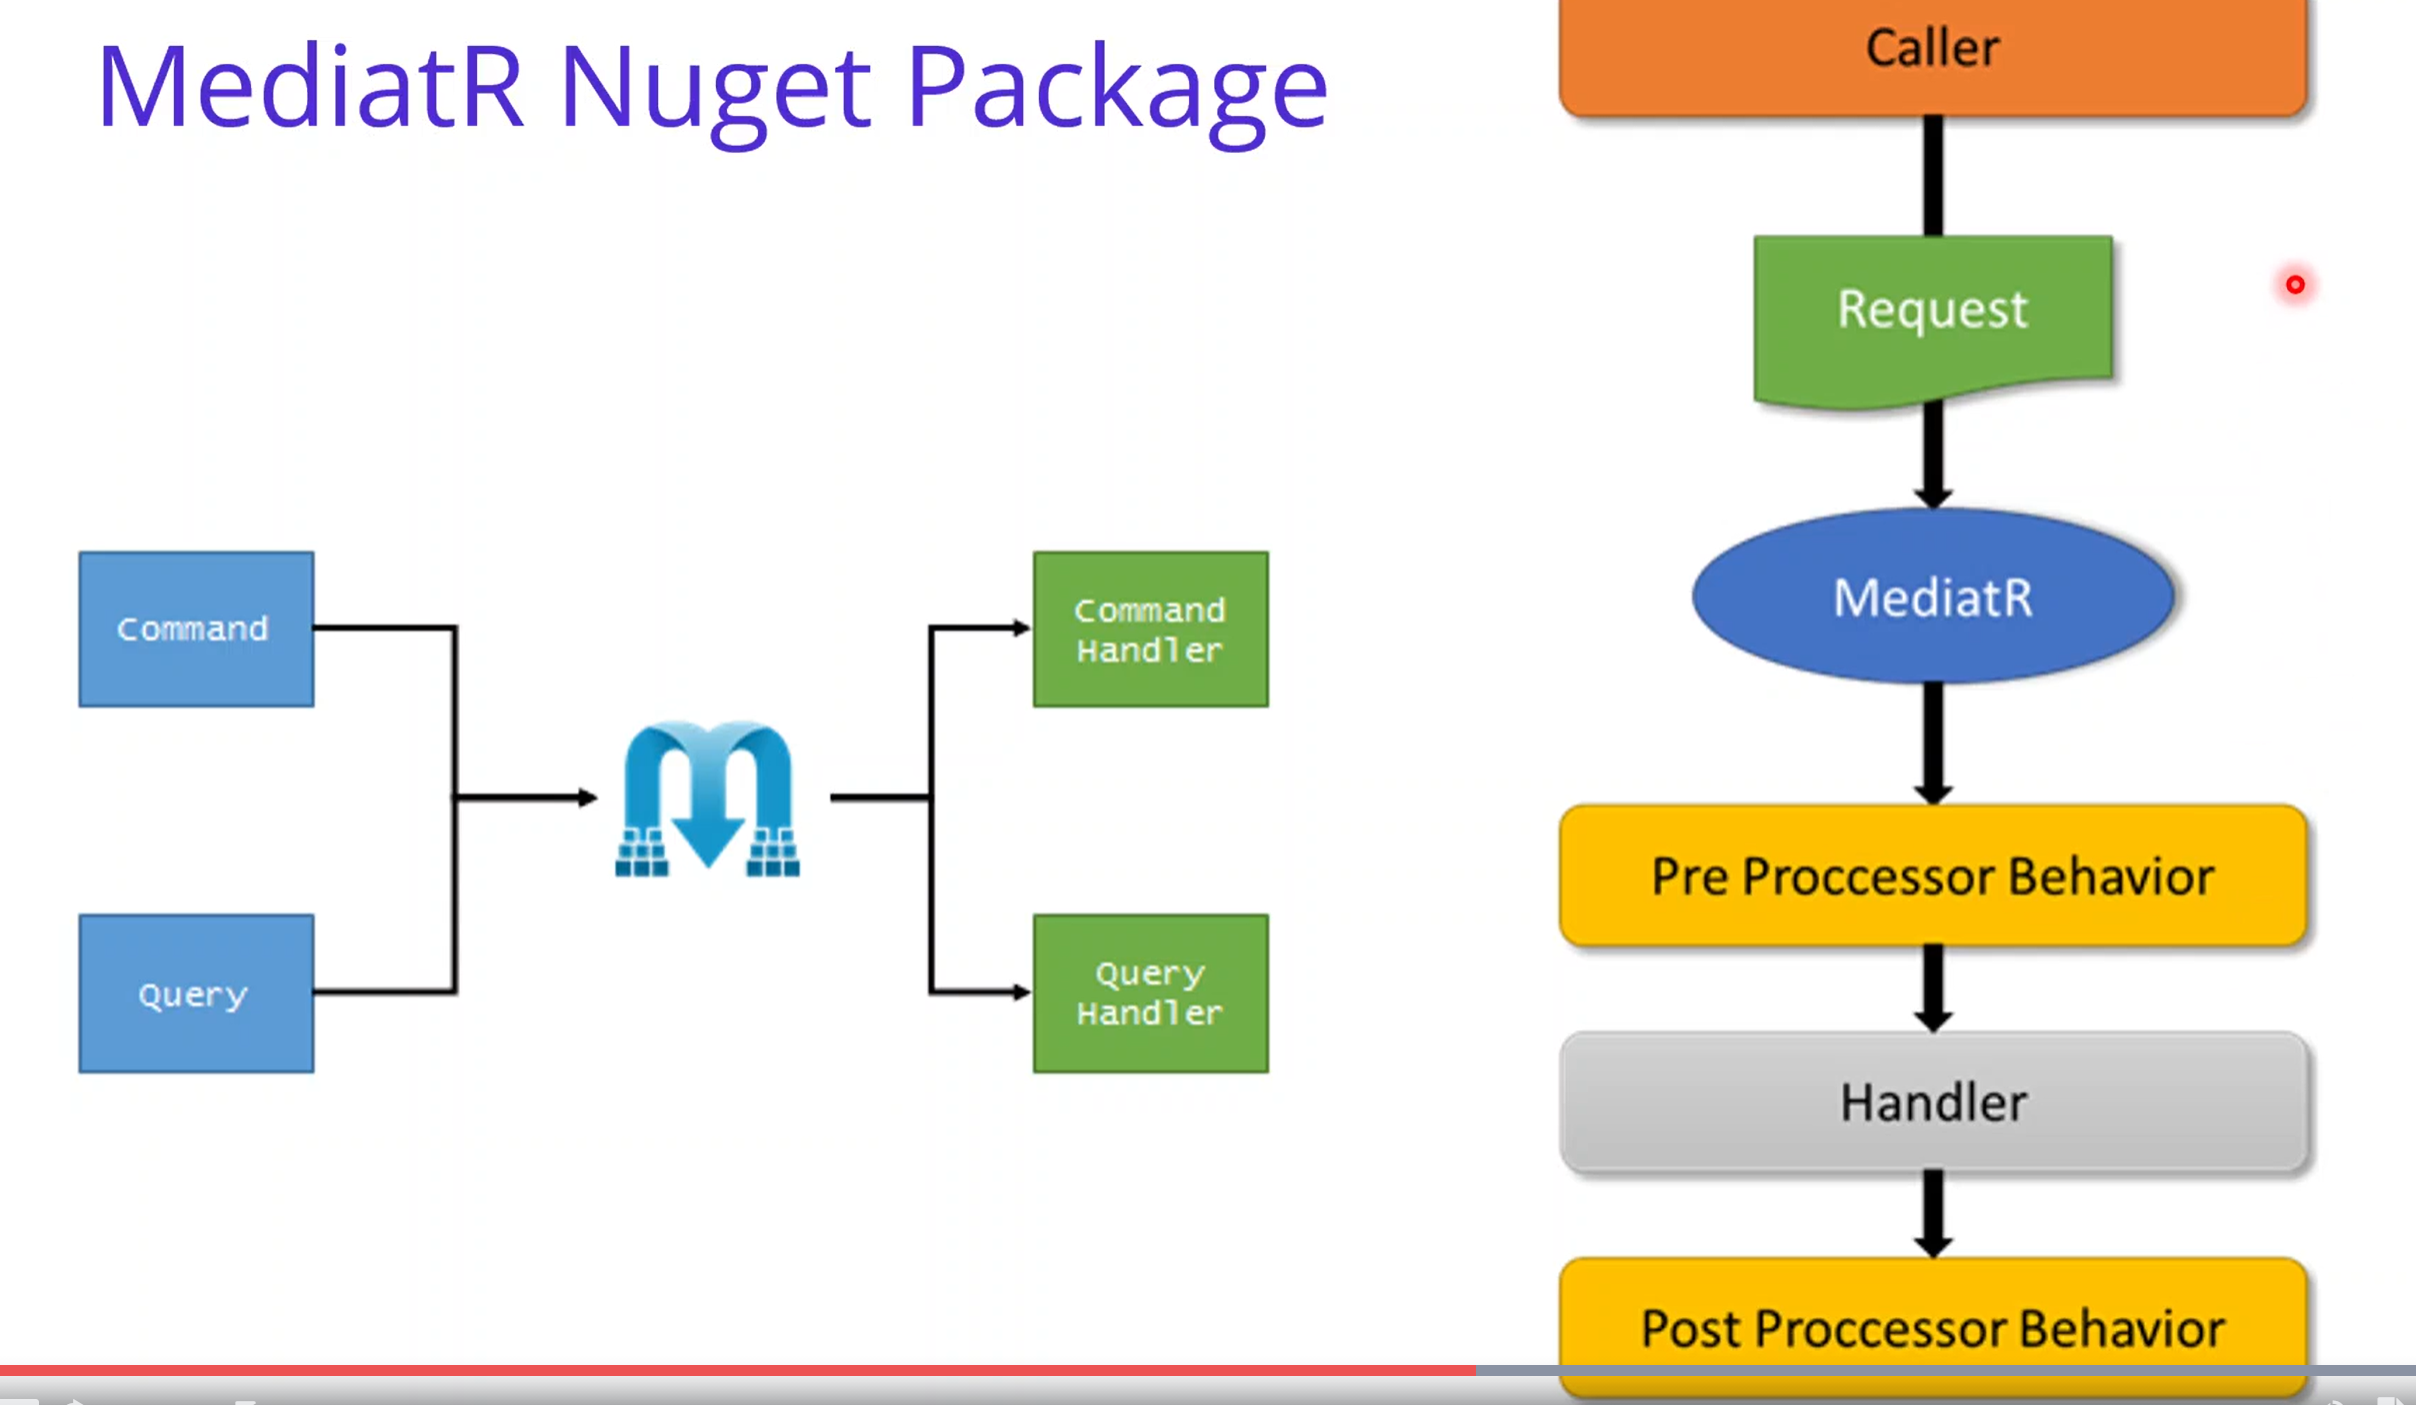 MediatR Nuget Package
Command
Query
Command
Handler
Query
Handler
Caller
Request
MediatR
Pre Proccessor Behavior
Handler
Post Proccessor Behavior